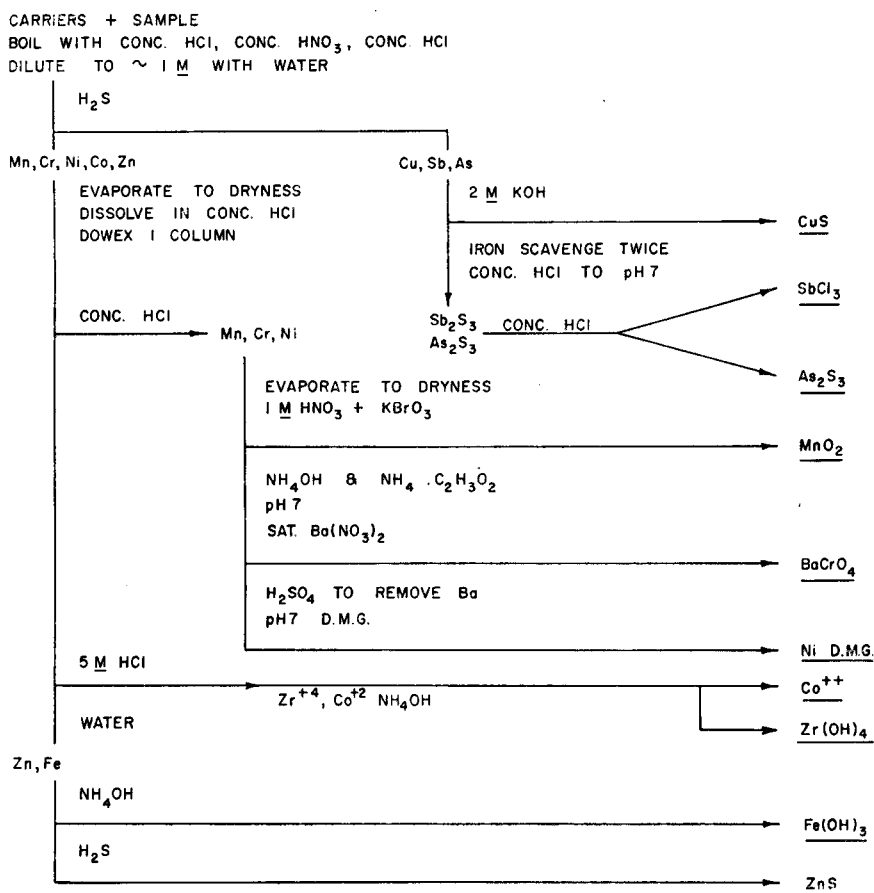 CARRIERS + SAMPLE
BOIL WITH CONC. HCl, CONC. HNO₃, CONC. HCl
DILUTE TO ~ 1 M WITH WATER
H₂S
Mn, Cr, Ni, Co, Zn
Cu, Sb, As
EVAPORATE TO DRYNESS
DISSOLVE IN CONC. HCl
DOWEX 1 COLUMN
2 M KOH
CuS
IRON SCAVENGE TWICE
CONC. HCl TO pH 7
SbCl₃
CONC. HCl
Mn, Cr, Ni
Sb₂S₃
As₂S₃
CONC. HCl
As₂S₃
EVAPORATE TO DRYNESS
1 M HNO₃ + KBrO₃
MnO₂
NH₄OH & NH₄ .C₂H₃O₂
pH 7
SAT. Ba(NO₃)₂
BaCrO₄
H₂SO₄ TO REMOVE Ba
pH7 D.M.G.
Ni D.M.G.
5 M HCl
Zr⁺⁴, Co⁺² NH₄OH
Co⁺⁺
WATER
Zr(OH)₄
Zn, Fe
NH₄OH
Fe(OH)₃
H₂S
ZnS